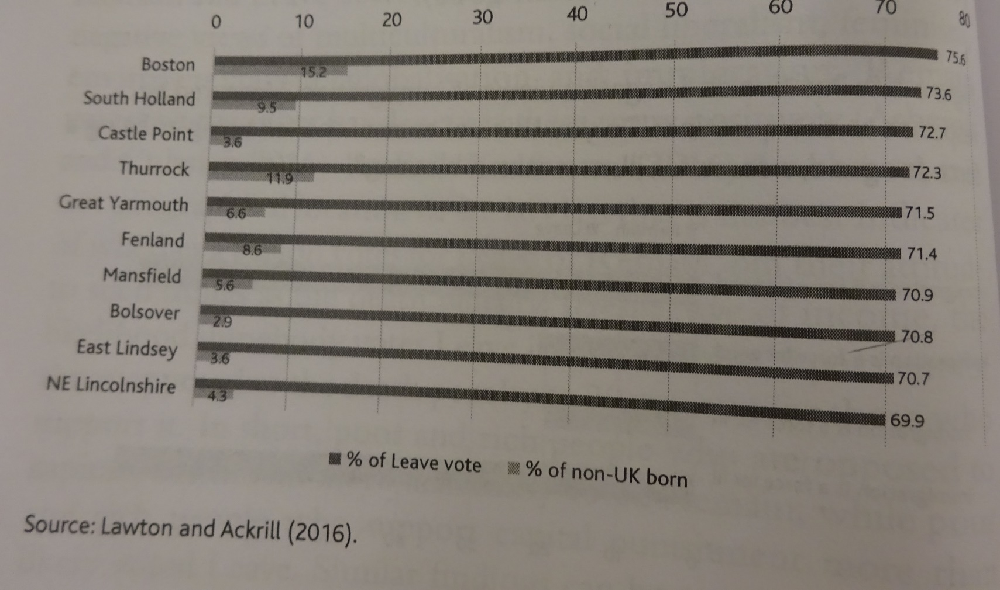 0 10 20 30 40 50 60 70 80
Boston 75.6
15.2
South Holland 73.6
9.5
Castle Point 72.7
3.6
Thurrock 72.3
11.9
Great Yarmouth 71.5
6.6
Fenland 71.4
8.6
Mansfield 70.9
5.6
Bolsover 70.8
2.9
East Lindsey 70.7
3.6
NE Lincolnshire 69.9
4.3
% of Leave vote % of non-UK born
Source: Lawton and Ackrill (2016).